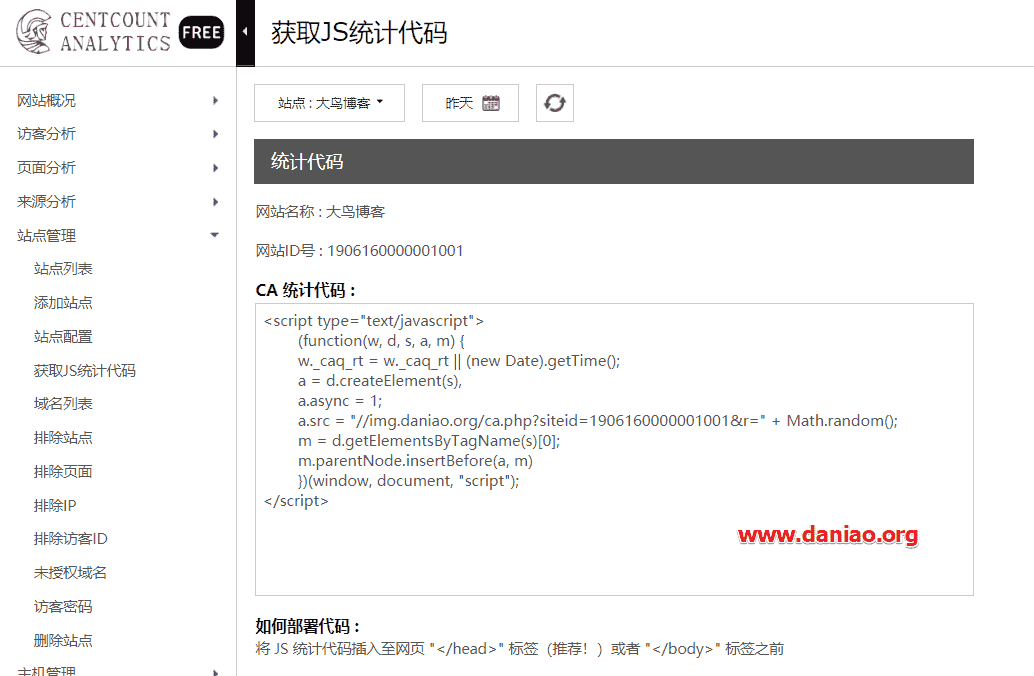 CENTCOUNT
ANALYTICS
FREE
获取JS统计代码
网站概况
访客分析
页面分析
来源分析
站点管理
站点列表
添加站点
站点配置
获取JS统计代码
域名列表
排除站点
排除页面
排除IP
排除访客ID
未授权域名
访客密码
删除站点
主机管理
站点 : 大鸟博客
昨天
统计代码
网站名称 : 大鸟博客
网站ID号 : 1906160000001001
CA 统计代码 :
<script type="text/javascript">
(function(w, d, s, a, m) {
w._caq_rt = w._caq_rt || (new Date).getTime();
a = d.createElement(s),
a.async = 1;
a.src = "//img.daniao.org/ca.php?siteid=1906160000001001&r=" + Math.random();
m = d.getElementsByTagName(s)[0];
m.parentNode.insertBefore(a, m)
})(window, document, "script");
</script>
www.daniao.org
如何部署代码 :
将 JS 统计代码插入至网页 "</head>" 标签（推荐！）或者 "</body>" 标签之前